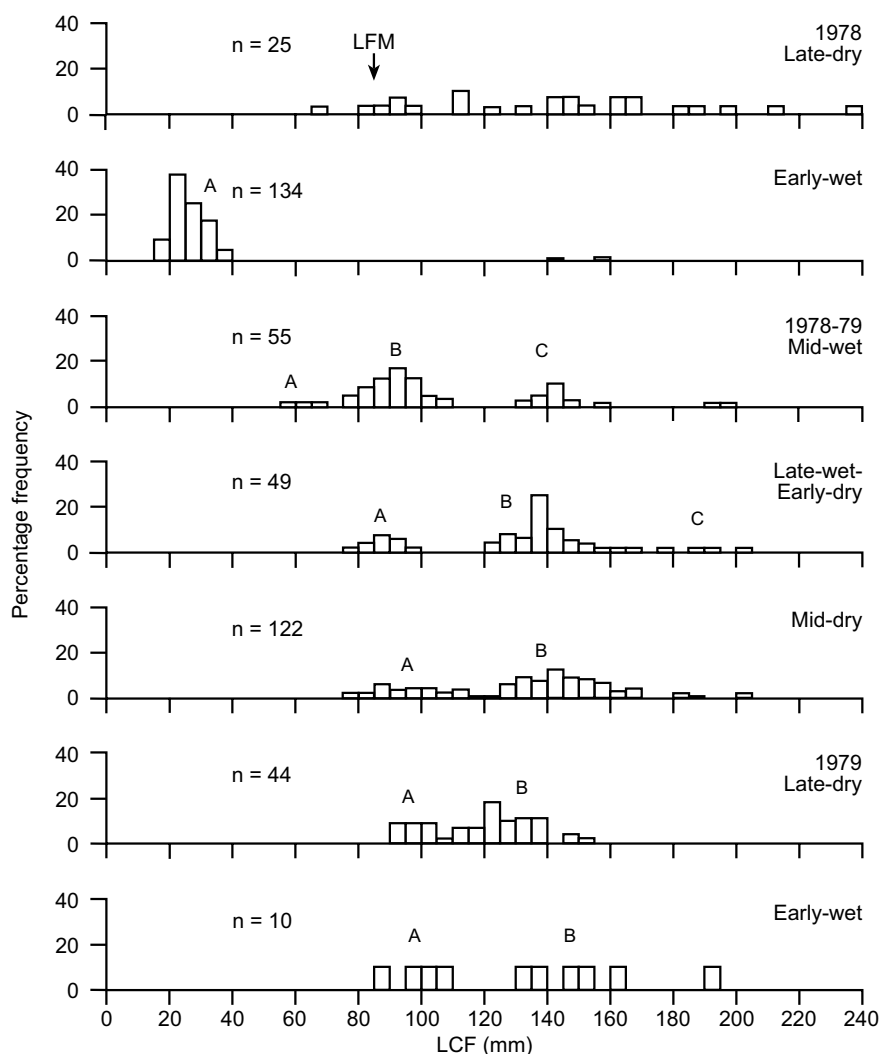 40
20
0
n = 25
LFM
1978
Late-dry
40
20
0
A
n = 134
Early-wet
40
20
0
n = 55
A
B
C
1978-79
Mid-wet
40
20
0
n = 49
A
B
C
Late-wet-
Early-dry
40
20
0
n = 122
A
B
Mid-dry
40
20
0
n = 44
A
B
1979
Late-dry
40
20
0
n = 10
A
B
Early-wet
0 20 40 60 80 100 120 140 160 180 200 220 240
LCF (mm)
Percentage frequency